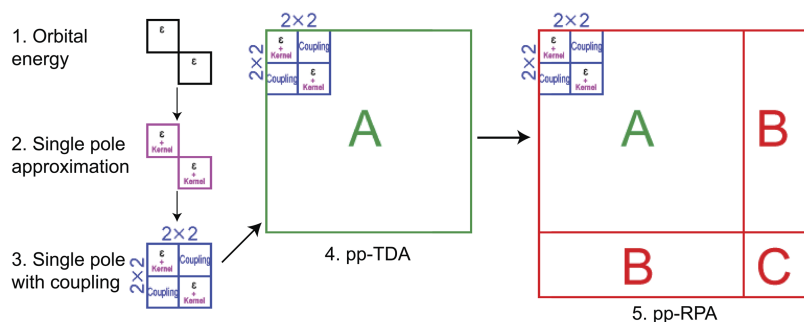 1. Orbital
energy
ε
ε
2. Single pole
approximation
ε
+
Kernel
ε
+
Kernel
3. Single pole
with coupling
2×2
2×2
ε
+
Kernel
Coupling
Coupling
ε
+
Kernel
2×2
2×2
ε
+
Kernel
Coupling
Coupling
ε
+
Kernel
A
4. pp-TDA
2×2
2×2
ε
+
Kernel
Coupling
Coupling
ε
+
Kernel
A
B
B
C
5. pp-RPA